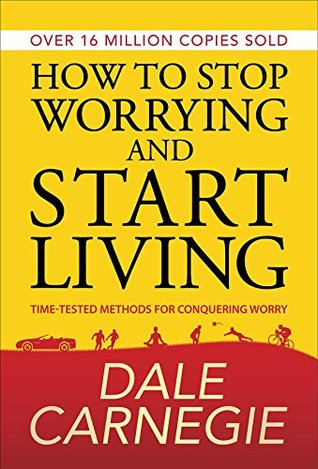 OVER 16 MILLION COPIES SOLD
HOW TO STOP
WORRYING
AND
START
LIVING
TIME-TESTED METHODS FOR CONQUERING WORRY
DALE
CARNEGIE